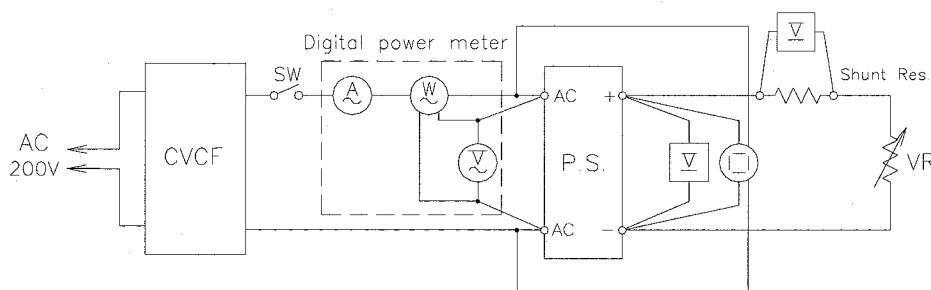 Digital power meter
SW
A
W
V
Shunt Res.
AC
+
AC
200V
CVCF
V
P.S.
V
VR
AC
−